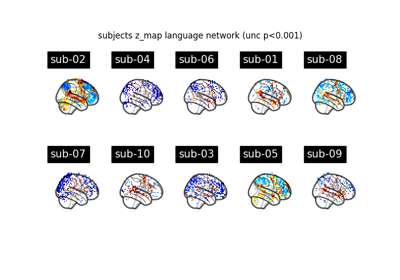 subjects z_map language network (unc p<0.001)
sub-02 sub-04 sub-06 sub-01 sub-08
sub-07 sub-10 sub-03 sub-05 sub-09